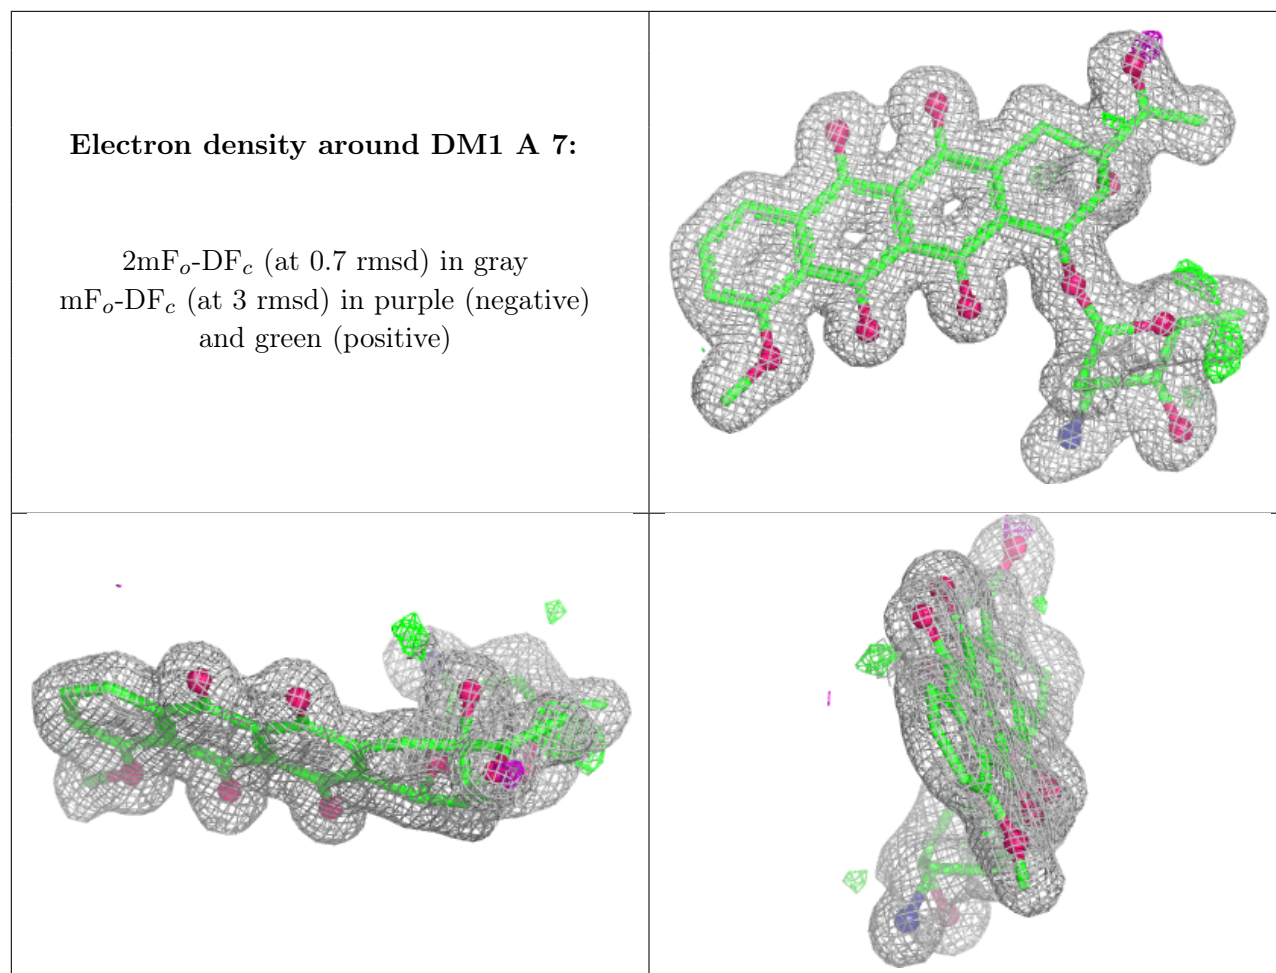 Electron density around DM1 A 7:
2mFo-DFc (at 0.7 rmsd) in gray
mFo-DFc (at 3 rmsd) in purple (negative)
and green (positive)